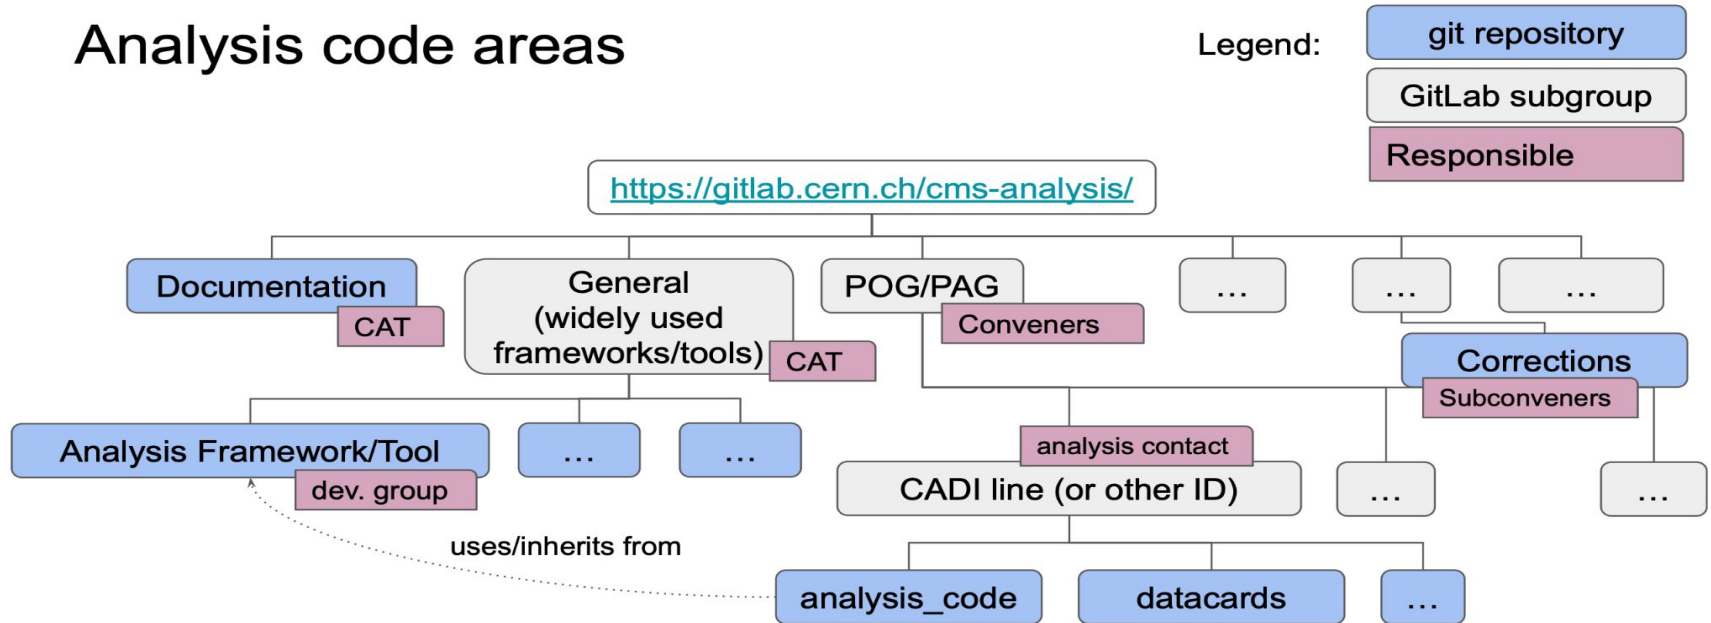 Analysis code areas
Legend:
git repository
GitLab subgroup
Responsible
https://gitlab.cern.ch/cms-analysis/
Documentation
CAT
General
(widely used
frameworks/tools)
CAT
POG/PAG
Conveners
...
...
...
Corrections
Subconveners
Analysis Framework/Tool
dev. group
...
...
analysis contact
CADI line (or other ID)
...
...
uses/inherits from
analysis_code
datacards
...